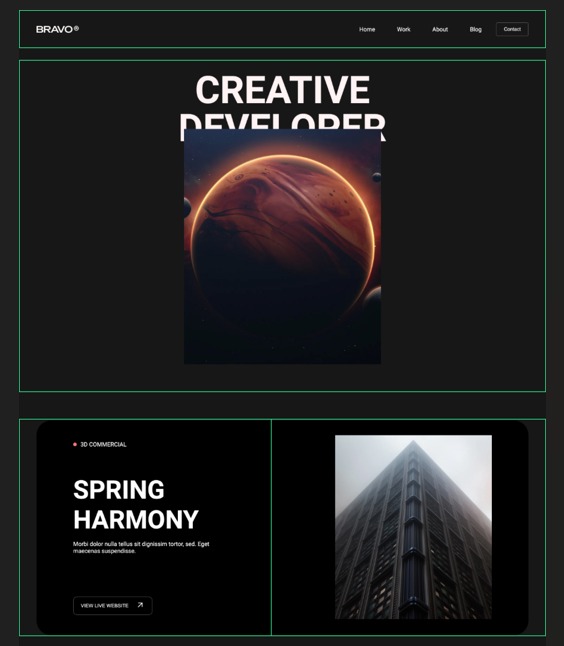 BRAVO®
Home Work About Blog Contact
CREATIVE
DEVELOPER
3D COMMERCIAL
SPRING
HARMONY
Morbi dolor nulla tellus sit dignissim tortor, sed. Eget
maecenas suspendisse.
VIEW LIVE WEBSITE